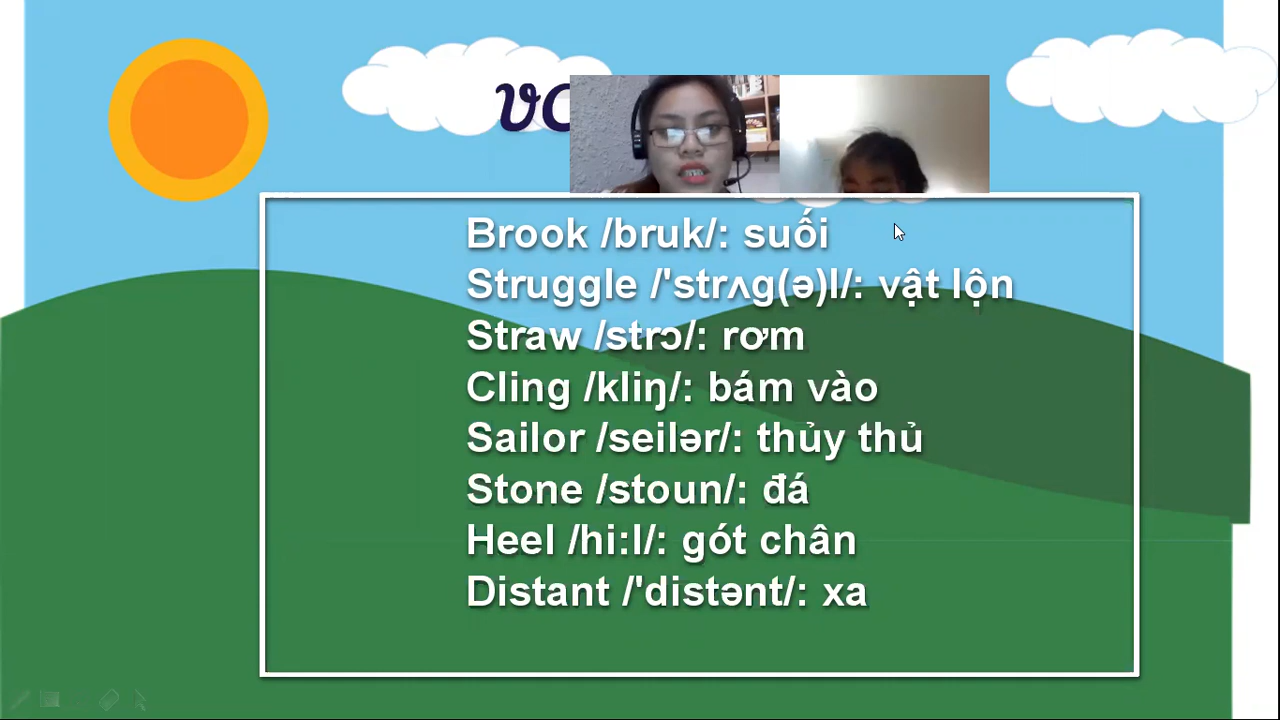 Brook /bruk/: suối
Struggle /'strʌg(ə)l/: vật lộn
Straw /strɔ/: rơm
Cling /kliŋ/: bám vào
Sailor /seilər/: thủy thủ
Stone /stoun/: đá
Heel /hi:l/: gót chân
Distant /'distənt/: xa